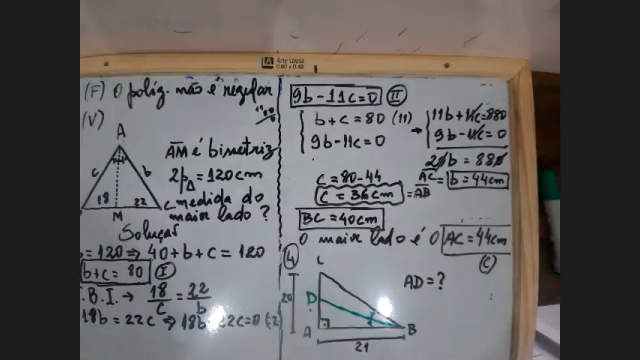 Arte Lousa
(F) O políg. não é regular
(V)
A
c
b
18
22
M
AM é bissetriz
2p = 120cm
medida do
maior lado?
Solução
= 120 ⇒ 40 + b + c = 120
b + c = 80 I
B.I → 18/c = 22/b
18b = 22c ⇒ 18b - 22c = 0
9b - 11c = 0 II
b + c = 80 (11)
9b - 11c = 0
→ 11b + 11c = 880
9b - 11c = 0
20b = 880
AC = b = 44cm
c = 80 - 44
c = 36cm = AB
BC = 40cm
O maior lado é o AC = 44cm
(C)
4
20
D
A
B
21
AD = ?